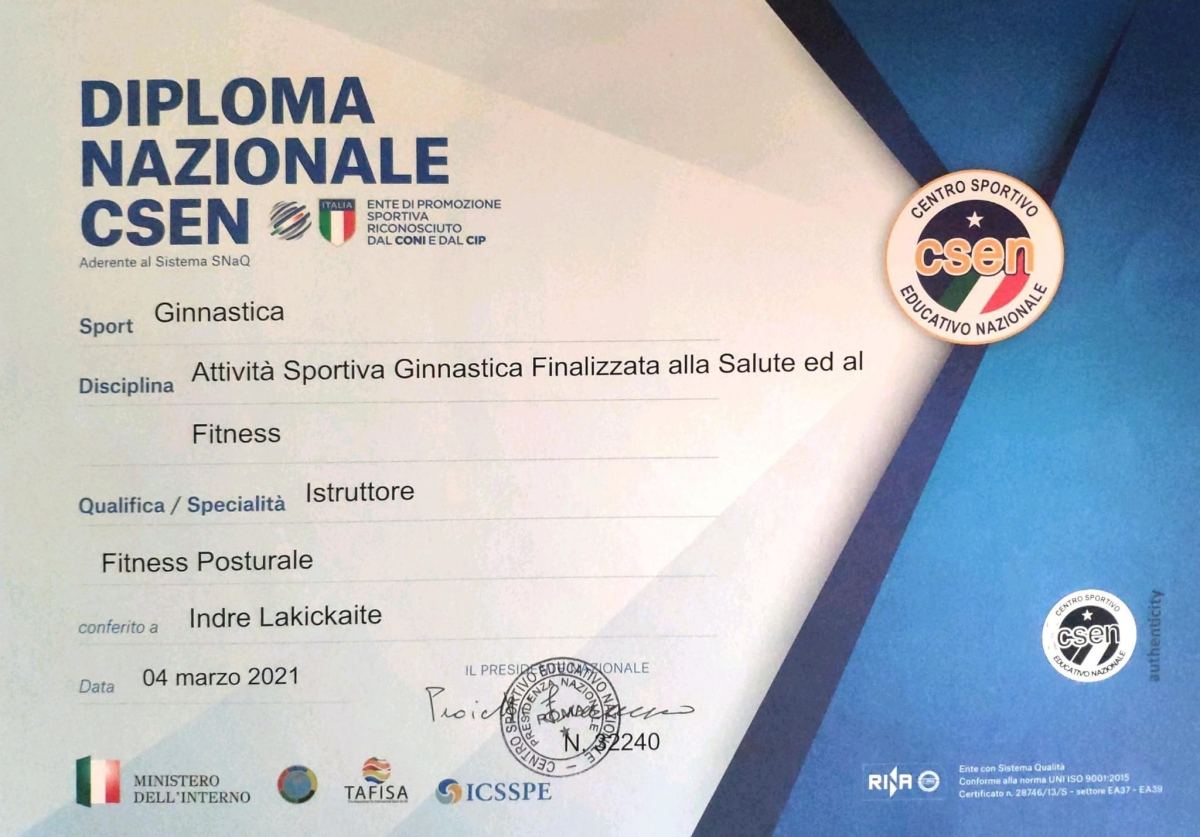 DIPLOMA
NAZIONALE
CSEN
ITALIA
ENTE DI PROMOZIONE
SPORTIVA
RICONOSCIUTO
DAL CONI E DAL CIP
Aderente al Sistema SNaQ
CENTRO SPORTIVO
csen
EDUCATIVO NAZIONALE
Sport Ginnastica
Disciplina Attività Sportiva Ginnastica Finalizzata alla Salute ed al
Fitness
Qualifica / Specialità Istruttore
Fitness Posturale
conferito a Indre Lakickaite
Data 04 marzo 2021
IL PRESIDENTE NAZIONALE
CENTRO SPORTIVO EDUCATIVO NAZIONALE
PRESIDENZA NAZIONALE
ROMA
N. 32240
CENTRO SPORTIVO
csen
EDUCATIVO NAZIONALE
authenticity
MINISTERO
DELL'INTERNO
TAFISA
ICSSPE
RINA
Ente con Sistema Qualità
Conforme alla norma UNI ISO 9001:2015
Certificato n. 28746/13/S - settore EA37 - EA39